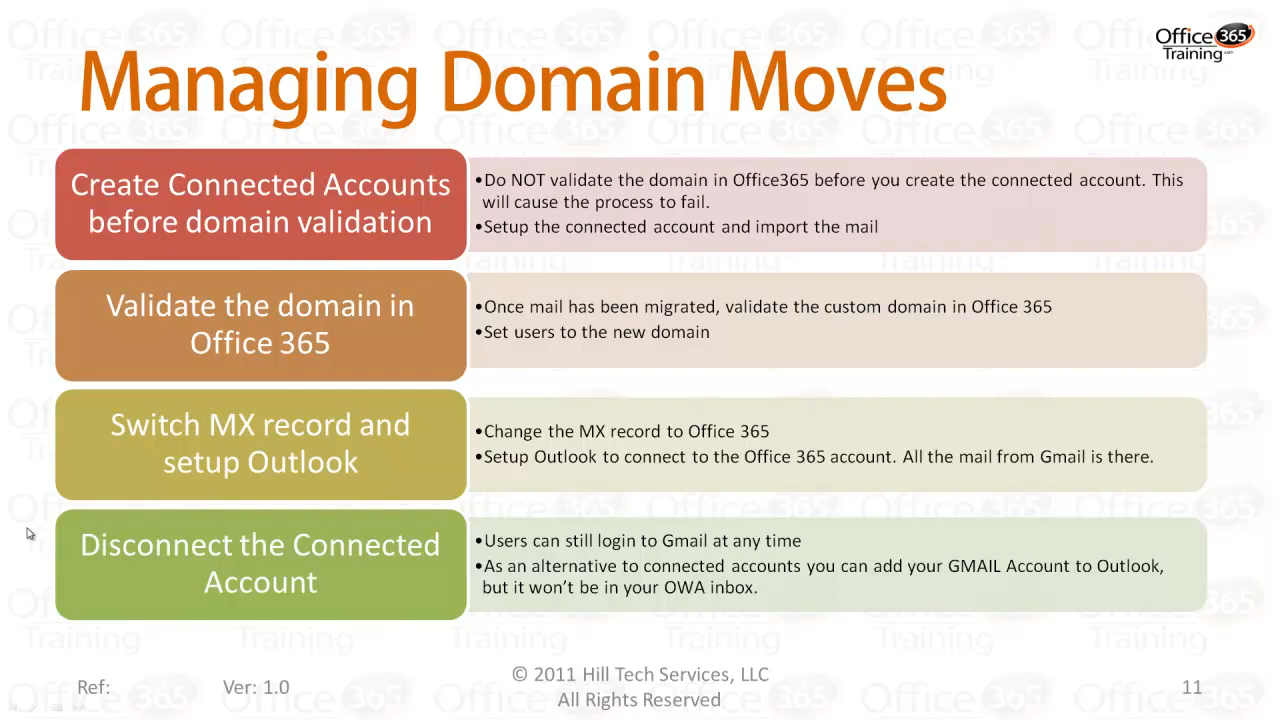 Office 365
Training.com
Managing Domain Moves
Create Connected Accounts
before domain validation
•Do NOT validate the domain in Office365 before you create the connected account. This
will cause the process to fail.
•Setup the connected account and import the mail
Validate the domain in
Office 365
•Once mail has been migrated, validate the custom domain in Office 365
•Set users to the new domain
Switch MX record and
setup Outlook
•Change the MX record to Office 365
•Setup Outlook to connect to the Office 365 account. All the mail from Gmail is there.
Disconnect the Connected
Account
•Users can still login to Gmail at any time
•As an alternative to connected accounts you can add your GMAIL Account to Outlook,
but it won’t be in your OWA inbox.
Ref:
Ver: 1.0
© 2011 Hill Tech Services, LLC
All Rights Reserved
11